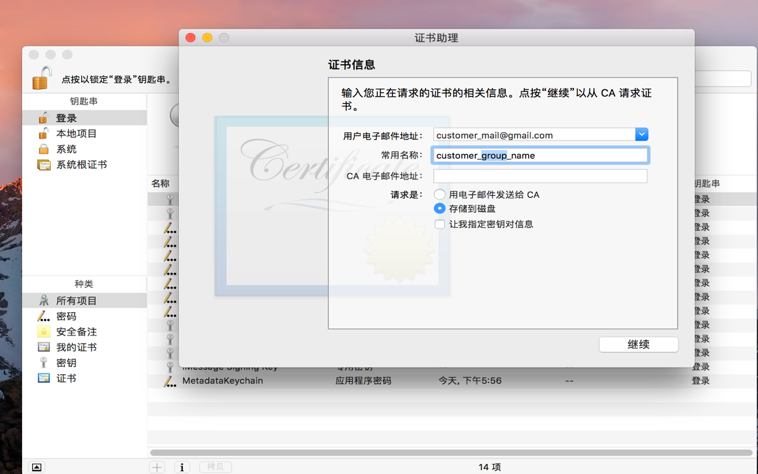 证书助理
点按以锁定“登录”钥匙串。
证书信息
钥匙串
输入您正在请求的证书的相关信息。点按“继续”以从 CA 请求证
书。
登录
本地项目
系统
系统根证书
Certificate
用户电子邮件地址:
customer_mail@gmail.com
常用名称:
customer_group_name
CA 电子邮件地址:
请求是:
用电子邮件发送给 CA
存储到磁盘
让我指定密钥对信息
名称
钥匙串
登录
登录
登录
登录
登录
登录
登录
登录
登录
登录
登录
登录
种类
所有项目
密码
安全备注
我的证书
密钥
证书
继续
iMessage Signing Key
专用密钥
--
登录
MetadataKeychain
应用程序密码
今天, 下午5:56
--
登录
拷贝
14 项